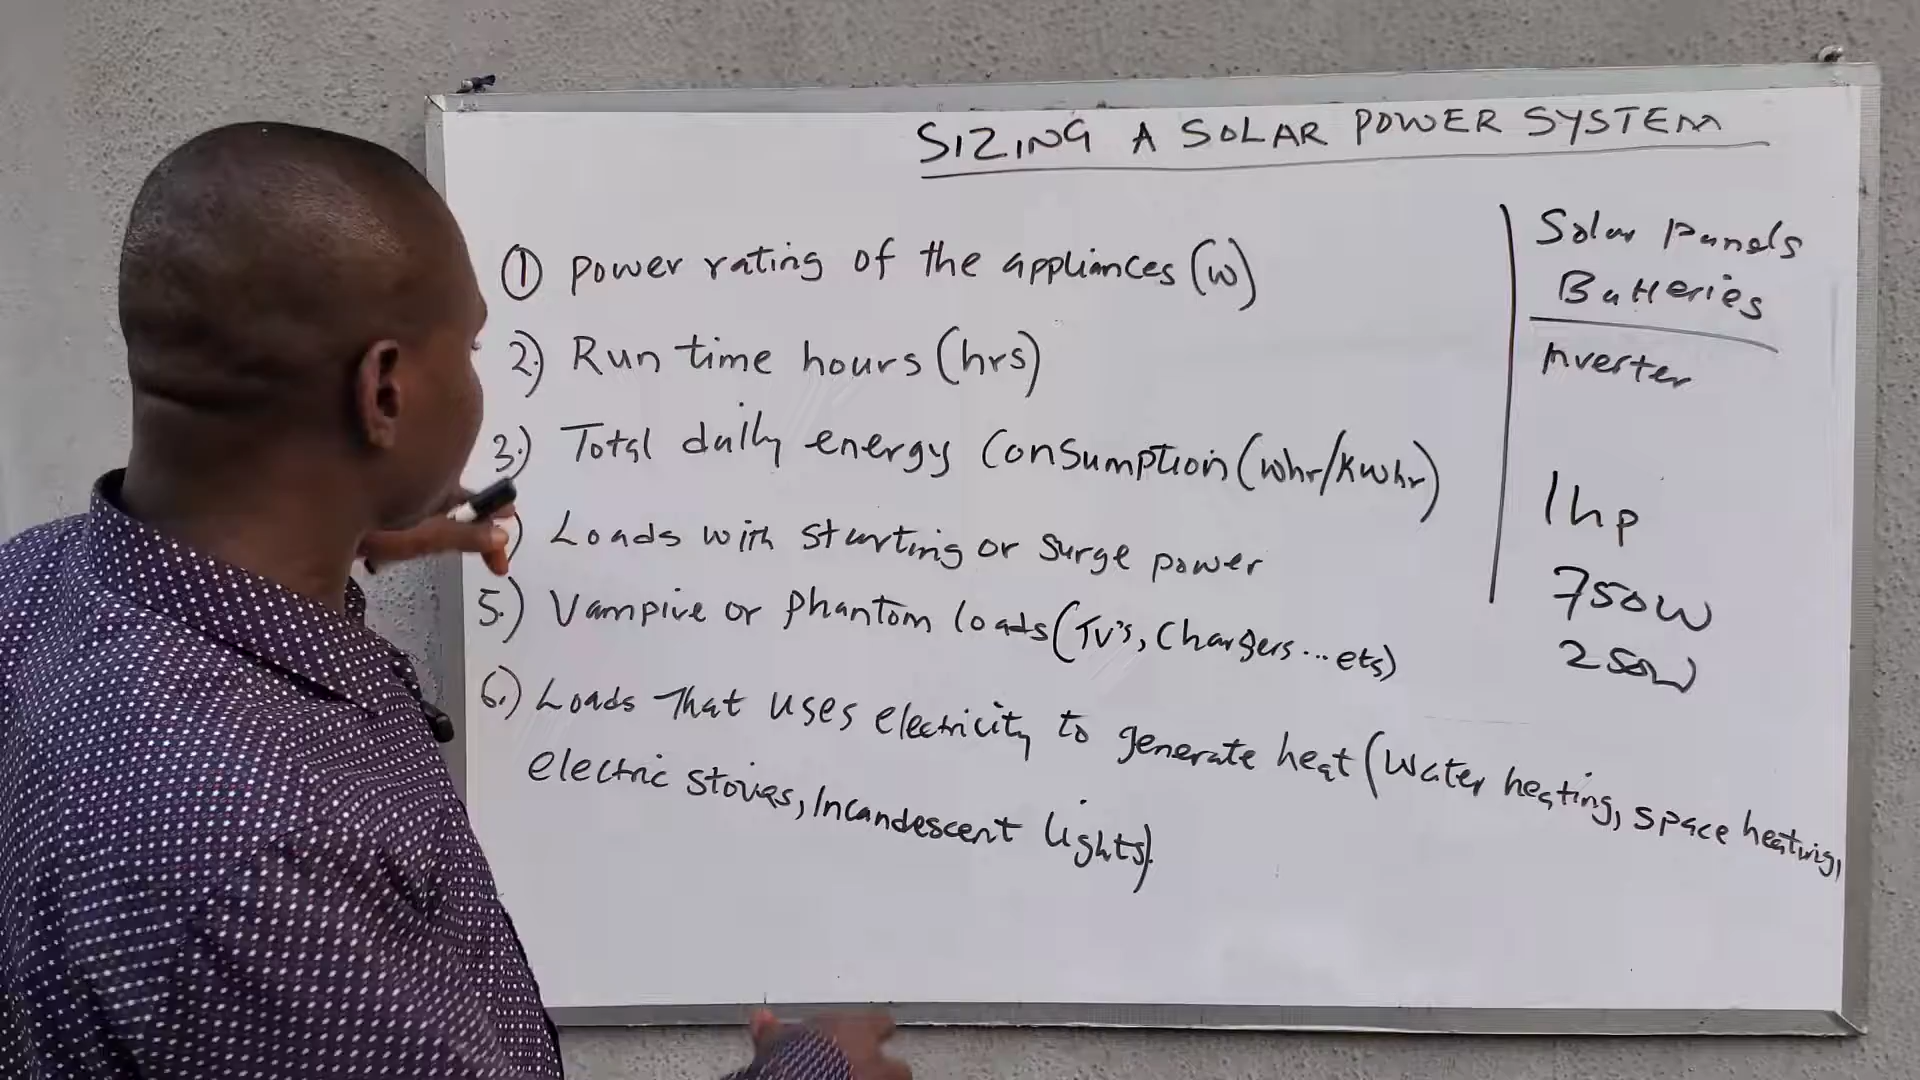 SIZING A SOLAR POWER SYSTEM
① power rating of the appliances (w)
2.) Run time hours (hrs)
3.) Total daily energy Consumption (whr/kwhr)
) Loads with starting or surge power
5.) Vampire or phantom loads (TV's, Chargers...ets)
6.) Loads That uses electricity to generate heat (Water heating, space heating,
electric stoves, Incandescent lights).
Solar Panels
Batteries
Inverter
1hp
750W
250W